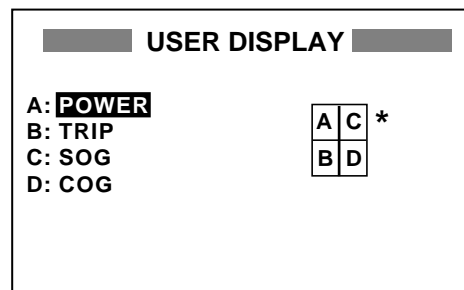 USER DISPLAY
A: POWER
B: TRIP
C: SOG
D: COG
A C *
B D